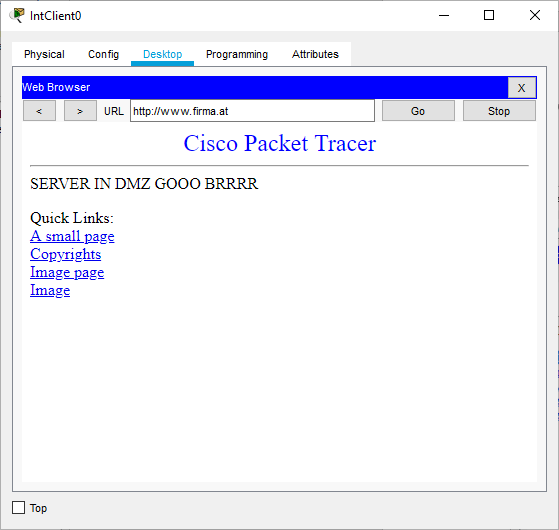 IntClient0
Physical Config Desktop Programming Attributes
Web Browser X
< > URL http://www.firma.at Go Stop
Cisco Packet Tracer
SERVER IN DMZ GOOO BRRRR
Quick Links:
A small page
Copyrights
Image page
Image
Top